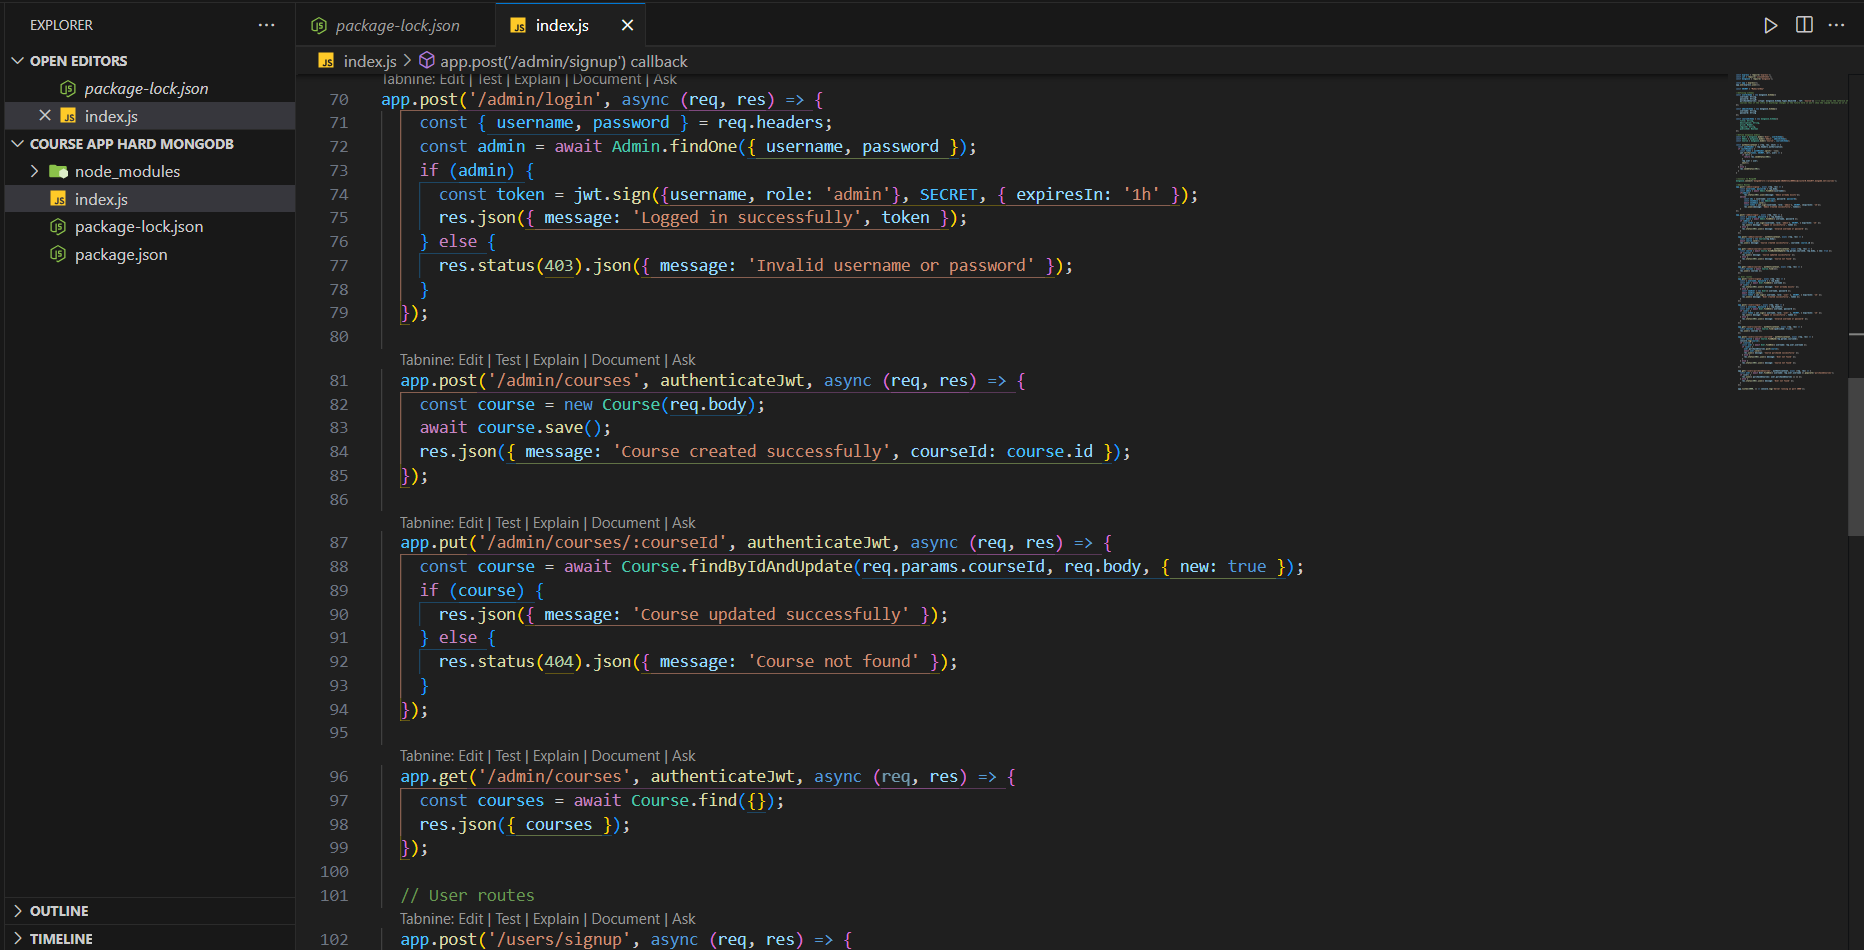 EXPLORER
OPEN EDITORS
package-lock.json
index.js
COURSE APP HARD MONGODB
node_modules
index.js
package-lock.json
package.json
OUTLINE
TIMELINE
package-lock.json
index.js
index.js > app.post('/admin/signup') callback
Tabnine: Edit | Test | Explain | Document | Ask
70 app.post('/admin/login', async (req, res) => {
71 const { username, password } = req.headers;
72 const admin = await Admin.findOne({ username, password });
73 if (admin) {
74 const token = jwt.sign({username, role: 'admin'}, SECRET, { expiresIn: '1h' });
75 res.json({ message: 'Logged in successfully', token });
76 } else {
77 res.status(403).json({ message: 'Invalid username or password' });
78 }
79 });
80
Tabnine: Edit | Test | Explain | Document | Ask
81 app.post('/admin/courses', authenticateJwt, async (req, res) => {
82 const course = new Course(req.body);
83 await course.save();
84 res.json({ message: 'Course created successfully', courseId: course.id });
85 });
86
Tabnine: Edit | Test | Explain | Document | Ask
87 app.put('/admin/courses/:courseId', authenticateJwt, async (req, res) => {
88 const course = await Course.findByIdAndUpdate(req.params.courseId, req.body, { new: true });
89 if (course) {
90 res.json({ message: 'Course updated successfully' });
91 } else {
92 res.status(404).json({ message: 'Course not found' });
93 }
94 });
95
Tabnine: Edit | Test | Explain | Document | Ask
96 app.get('/admin/courses', authenticateJwt, async (req, res) => {
97 const courses = await Course.find({});
98 res.json({ courses });
99 });
100
101 // User routes
Tabnine: Edit | Test | Explain | Document | Ask
102 app.post('/users/signup', async (req, res) => {